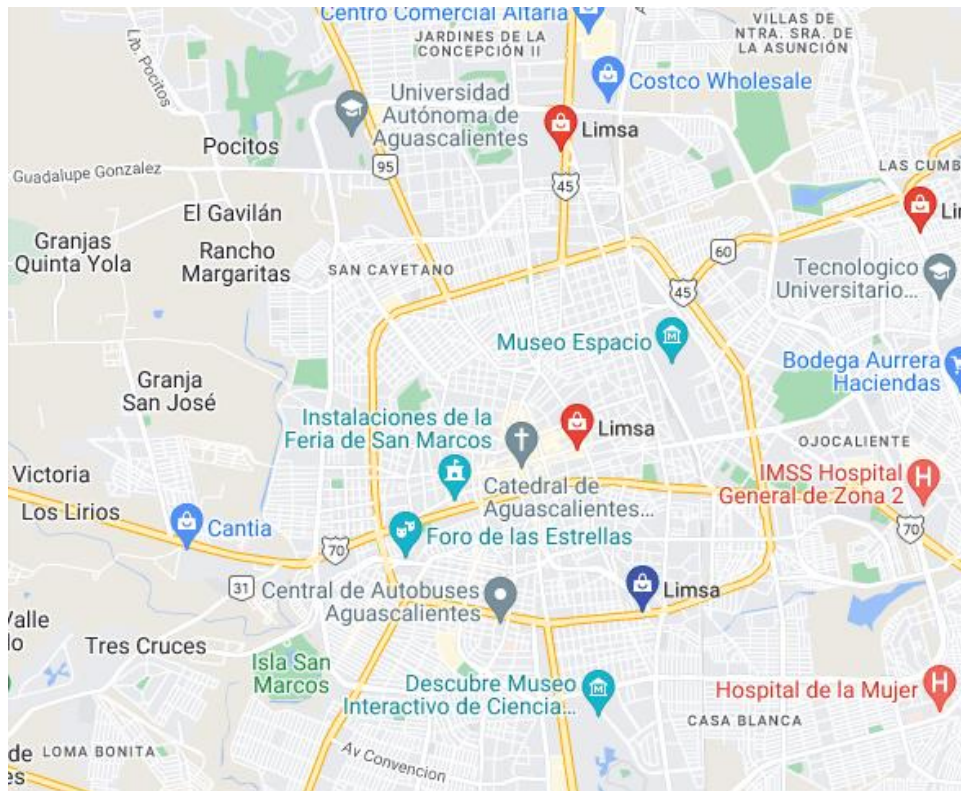 Centro Comercial Altaria
JARDINES DE LA
CONCEPCIÓN II
VILLAS DE
NTRA. SRA. DE
LA ASUNCIÓN
Lib. Pocitos
Costco Wholesale
Universidad
Autónoma de
Aguascalientes
Limsa
Pocitos
95
45
LAS CUMB
Guadalupe Gonzalez
El Gavilán
Lir
Granjas
Quinta Yola
Rancho
Margaritas
SAN CAYETANO
60
Tecnologico
Universitario...
45
Museo Espacio
Bodega Aurrera
Haciendas
Granja
San José
Instalaciones de la
Feria de San Marcos
Limsa
OJOCALIENTE
Victoria
IMSS Hospital
General de Zona 2
Catedral de
Aguascalientes...
Los Lirios
Cantia
Foro de las Estrellas
70
70
31
Central de Autobuses
Aguascalientes
Limsa
Valle
lo
Tres Cruces
Isla San
Marcos
Descubre Museo
Interactivo de Ciencia...
Hospital de la Mujer
CASA BLANCA
LOMA BONITA
Av Convencion
de
es